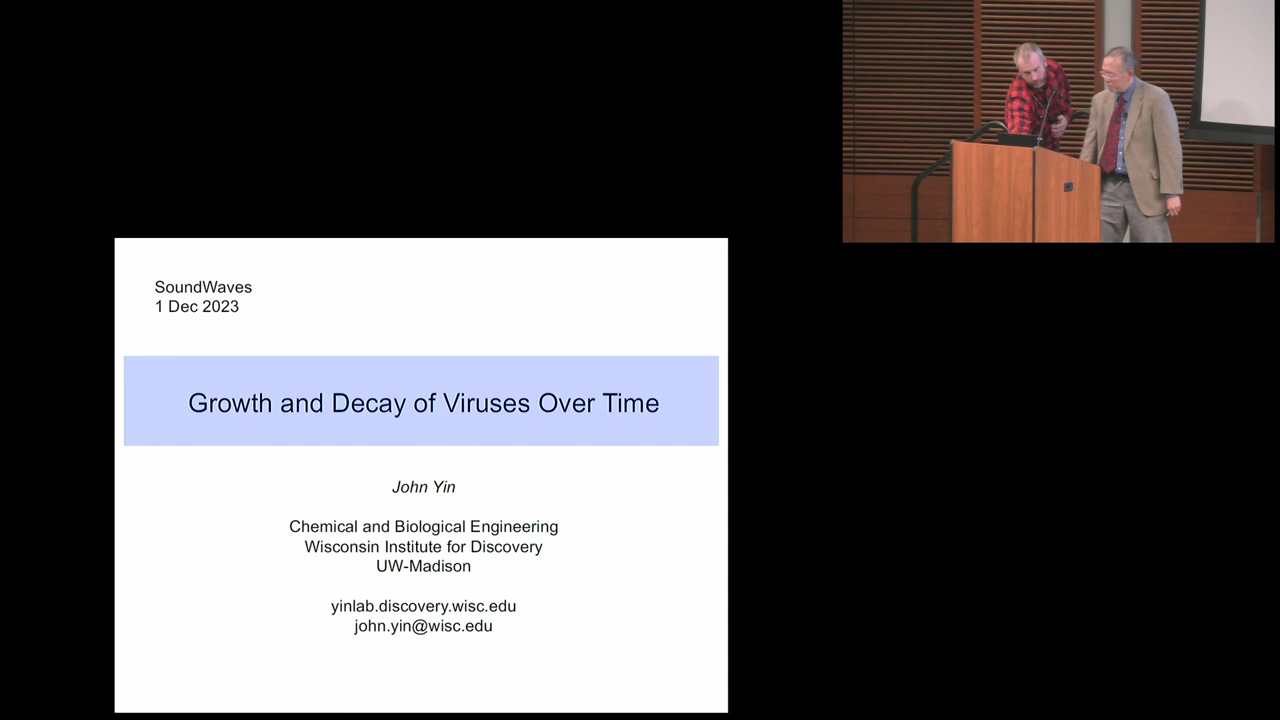 SoundWaves
1 Dec 2023
Growth and Decay of Viruses Over Time
John Yin
Chemical and Biological Engineering
Wisconsin Institute for Discovery
UW-Madison
yinlab.discovery.wisc.edu
john.yin@wisc.edu